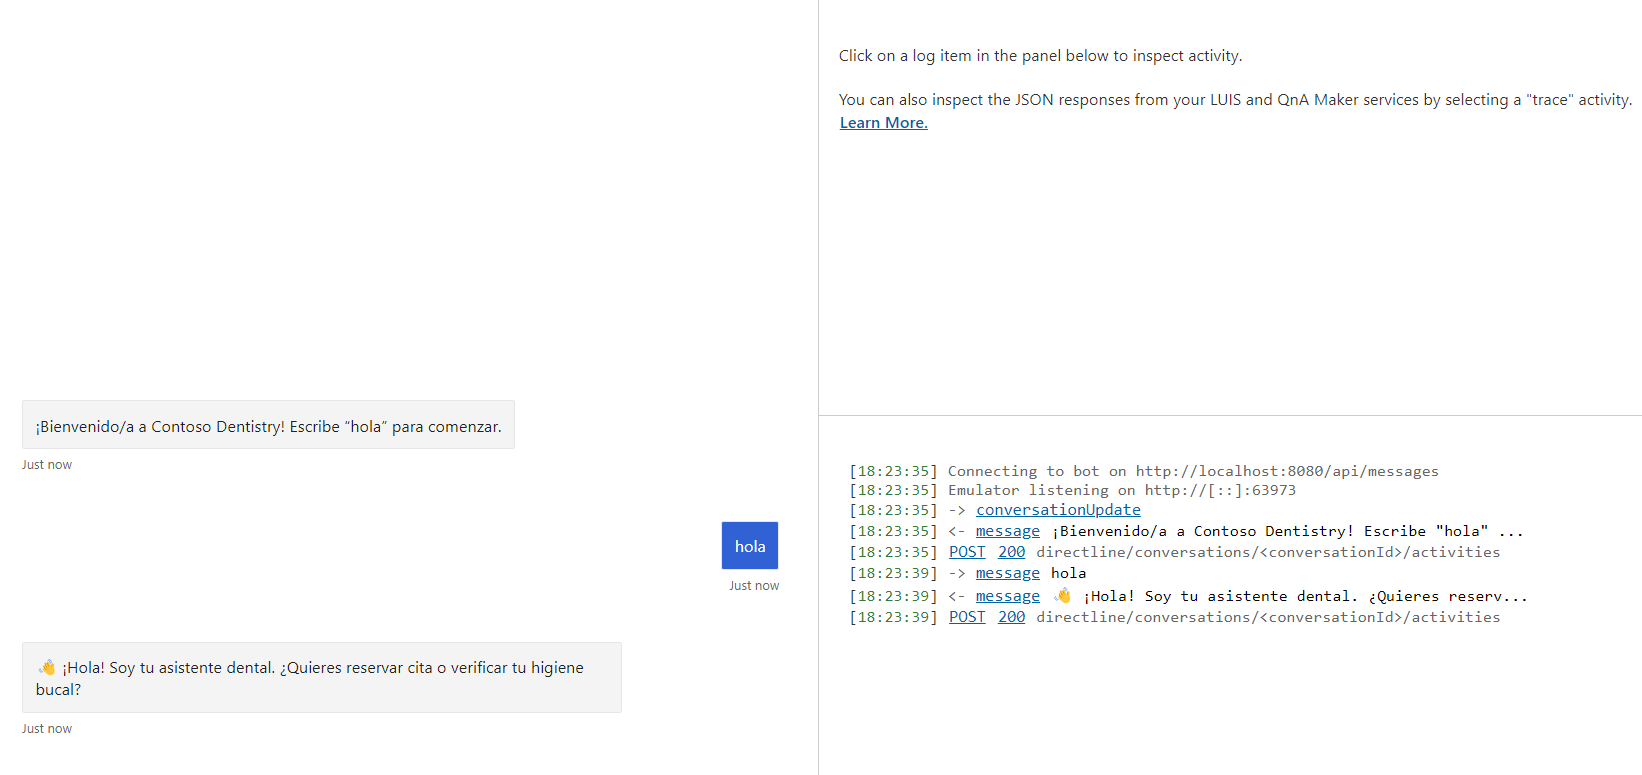 ¡Bienvenido/a a Contoso Dentistry! Escribe “hola” para comenzar.
Just now
hola
Just now
👋 ¡Hola! Soy tu asistente dental. ¿Quieres reservar cita o verificar tu higiene
bucal?
Just now
Click on a log item in the panel below to inspect activity.
You can also inspect the JSON responses from your LUIS and QnA Maker services by selecting a "trace" activity.
Learn More.
[18:23:35] Connecting to bot on http://localhost:8080/api/messages
[18:23:35] Emulator listening on http://[::]:63973
[18:23:35] -> conversationUpdate
[18:23:35] <- message ¡Bienvenido/a a Contoso Dentistry! Escribe "hola" ...
[18:23:35] POST 200 directline/conversations/<conversationId>/activities
[18:23:39] -> message hola
[18:23:39] <- message 👋 ¡Hola! Soy tu asistente dental. ¿Quieres reserv...
[18:23:39] POST 200 directline/conversations/<conversationId>/activities